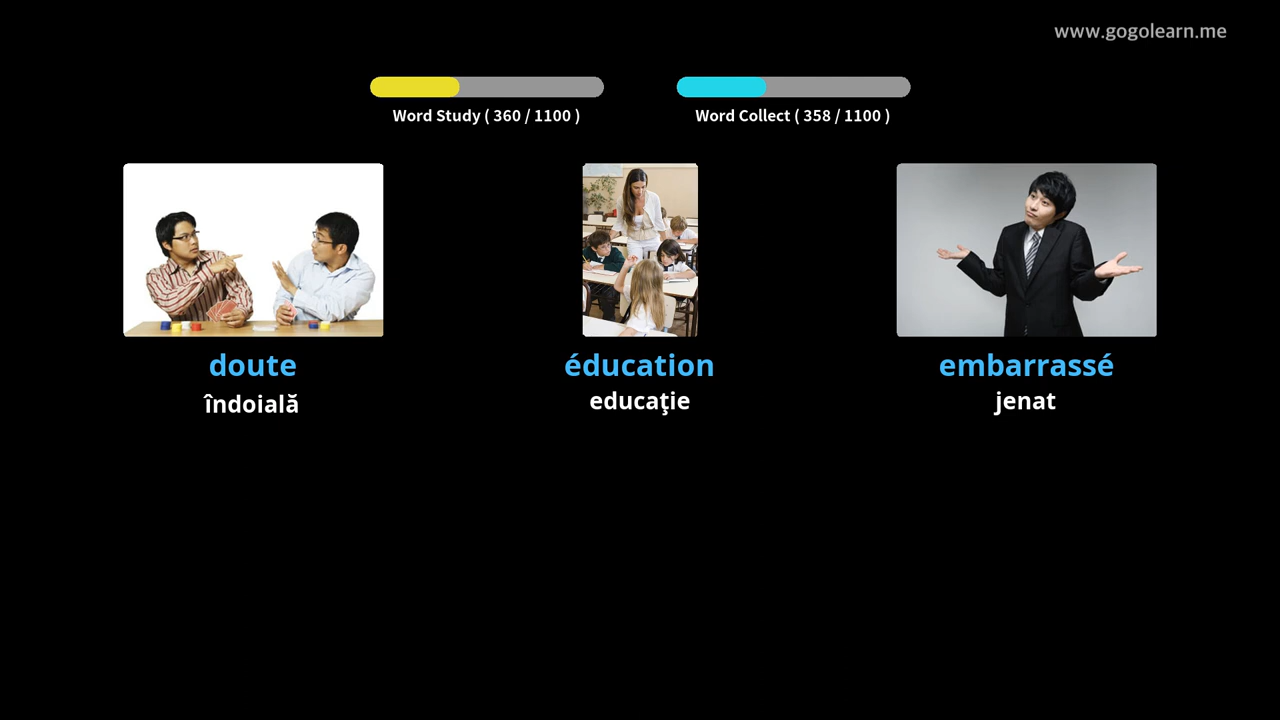 www.gogolearn.me
Word Study ( 360 / 1100 )
Word Collect ( 358 / 1100 )
doute
îndoială
éducation
educaţie
embarrassé
jenat